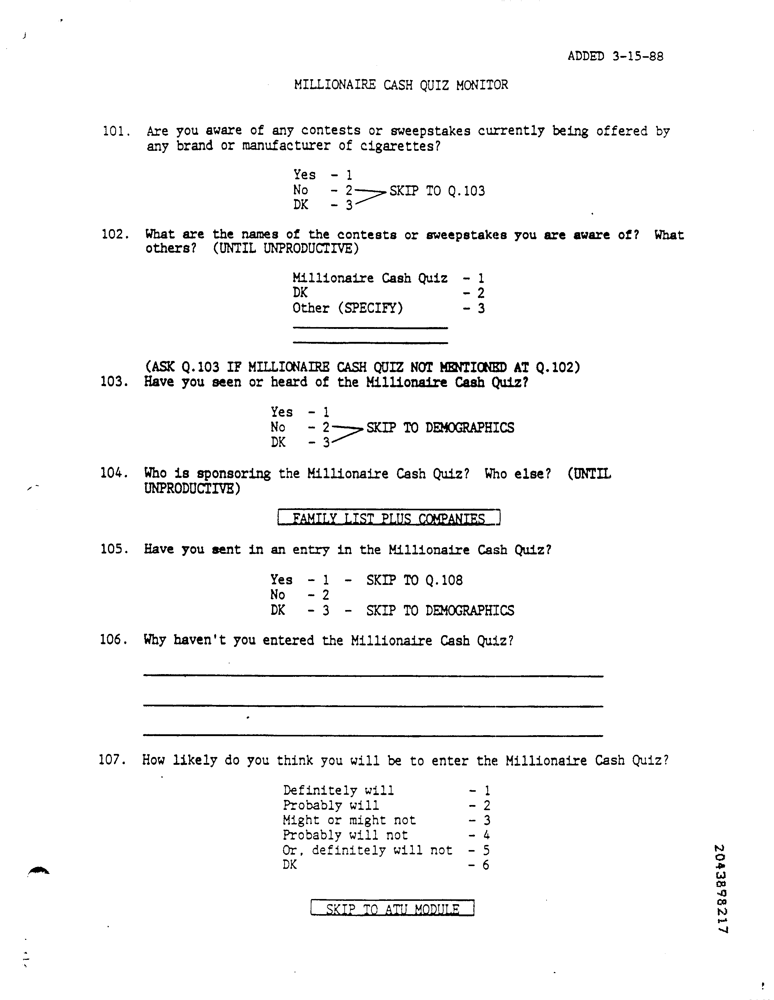 ADDED 3-15-88
MILLIONAIRE CASH QUIZ MONITOR
101. Are you aware of any contests or sweepstakes currently being offered by
any brand or manufacturer of cigarettes?
Yes - 1
No - 2 SKIP TO Q.103
DK - 3
102. What are the names of the contests or sweepstakes you are aware of? What
others? (UNTIL UNPRODUCTIVE)
Millionaire Cash Quiz - 1
DK - 2
Other (SPECIFY) - 3
(ASK Q.103 IF MILLIONAIRE CASH QUIZ NOT MENTIONED AT Q.102)
103. Have you seen or heard of the Millionaire Cash Quiz?
Yes - 1
No - 2 SKIP TO DEMOGRAPHICS
DK - 3
104. Who is sponsoring the Millionaire Cash Quiz? Who else? (UNTIL
UNPRODUCTIVE)
FAMILY LIST PLUS COMPANIES
105. Have you sent in an entry in the Millionaire Cash Quiz?
Yes - 1 - SKIP TO Q.108
No - 2
DK - 3 - SKIP TO DEMOGRAPHICS
106. Why haven't you entered the Millionaire Cash Quiz?
107. How likely do you think you will be to enter the Millionaire Cash Quiz?
Definitely will - 1
Probably will - 2
Might or might not - 3
Probably will not - 4
Or, definitely will not - 5
DK - 6
SKIP TO ATU MODULE
2043898217